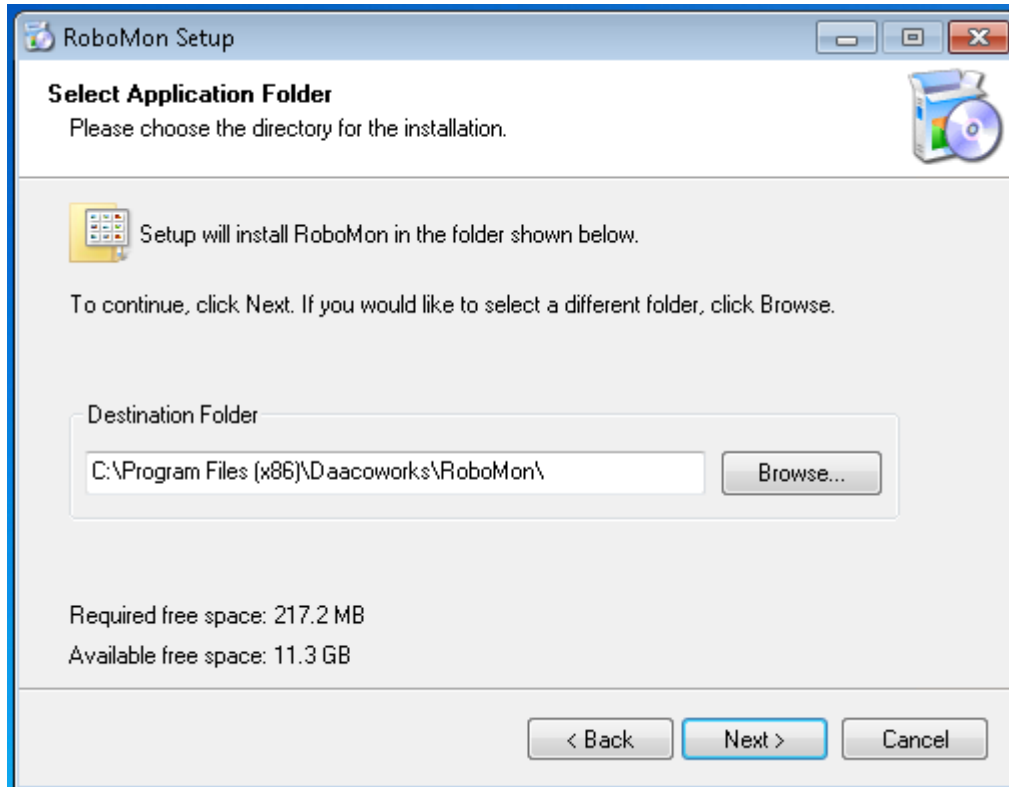 RoboMon Setup
Select Application Folder
Please choose the directory for the installation.
Setup will install RoboMon in the folder shown below.
To continue, click Next. If you would like to select a different folder, click Browse.
Destination Folder
C:\Program Files (x86)\Daacoworks\RoboMon\
Browse...
Required free space: 217.2 MB
Available free space: 11.3 GB
< Back
Next >
Cancel